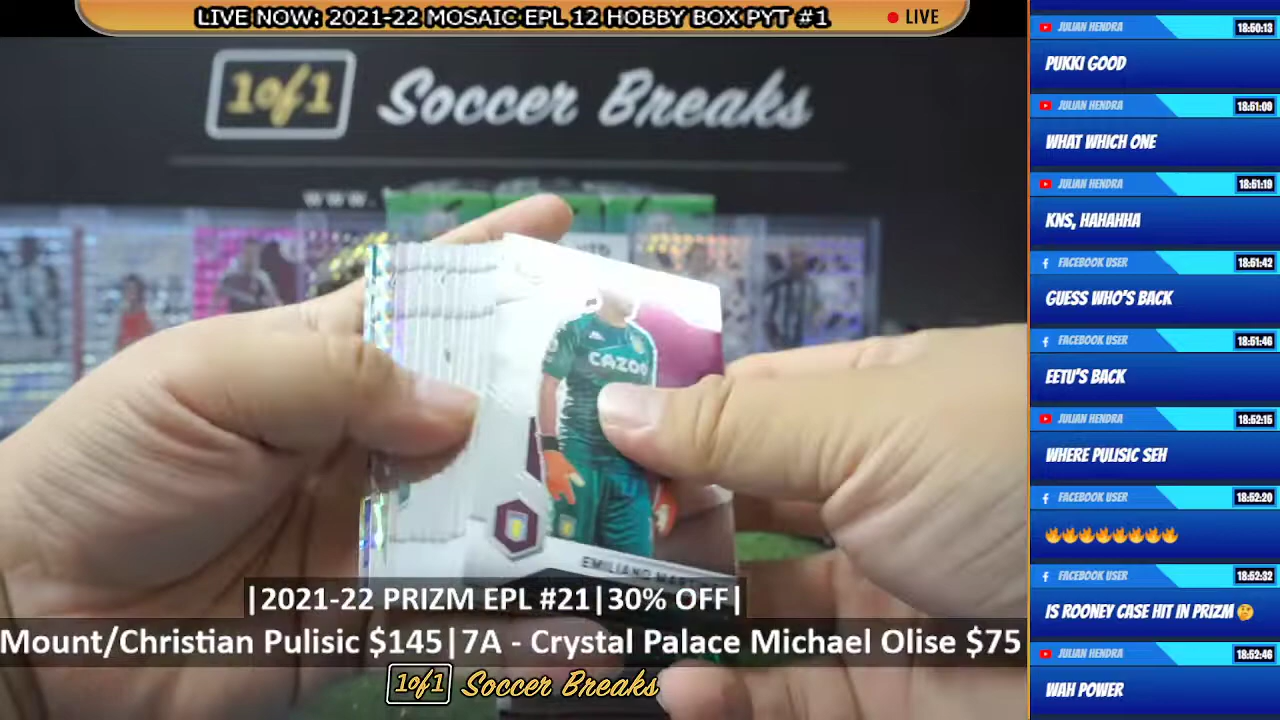 LIVE NOW: 2021-22 MOSAIC EPL 12 HOBBY BOX PYT #1
LIVE
1of1 Soccer Breaks
www.
CAZOO
EMILIANO
|2021-22 PRIZM EPL #21|30% OFF|
Mount/Christian Pulisic $145|7A - Crystal Palace Michael Olise $75
1of1 Soccer Breaks
JULIAN HENDRA 18:50:13
PUKKI GOOD
JULIAN HENDRA 18:51:09
WHAT WHICH ONE
JULIAN HENDRA 18:51:19
KNS, HAHAHHA
FACEBOOK USER 18:51:42
GUESS WHO'S BACK
FACEBOOK USER 18:51:46
EETU'S BACK
JULIAN HENDRA 18:52:15
WHERE PULISIC SEH
FACEBOOK USER 18:52:20
🔥🔥🔥🔥🔥🔥🔥🔥
FACEBOOK USER 18:52:32
IS ROONEY CASE HIT IN PRIZM🤔
JULIAN HENDRA 18:52:46
WAH POWER